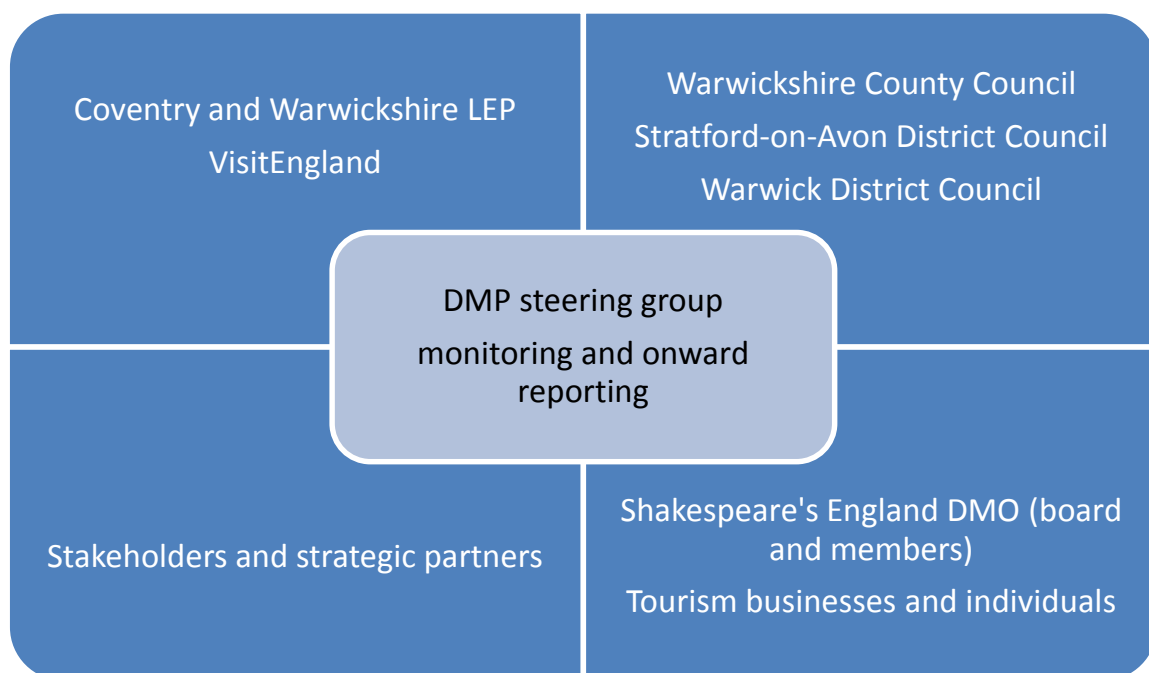 Coventry and Warwickshire LEP
VisitEngland
Warwickshire County Council
Stratford-on-Avon District Council
Warwick District Council
DMP steering group
monitoring and onward
reporting
Stakeholders and strategic partners
Shakespeare's England DMO (board
and members)
Tourism businesses and individuals